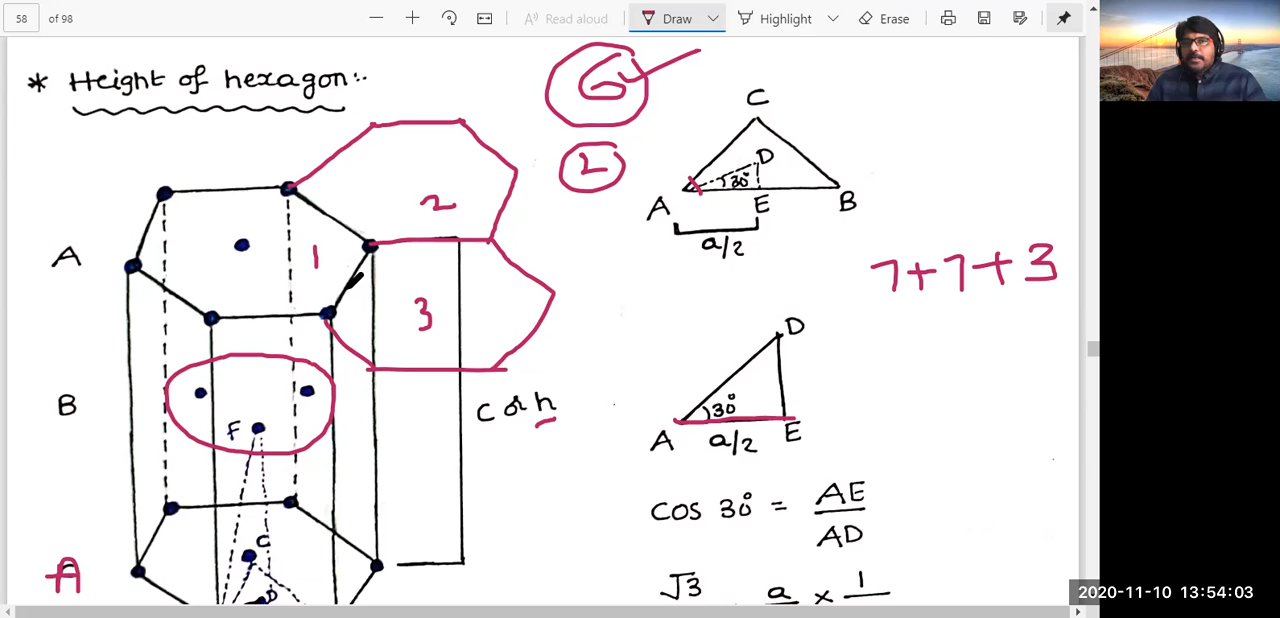 58 of 98
Read aloud
Draw
Highlight
Erase
* Height of hexagon:-
6
2
C
D
30°
A E B
a/2
7+7+3
A
1
2
3
B
F
C or h
D
30°
A a/2 E
cos 30° = AE/AD
√3 a × 1
C
D
A
2020-11-10 13:54:03